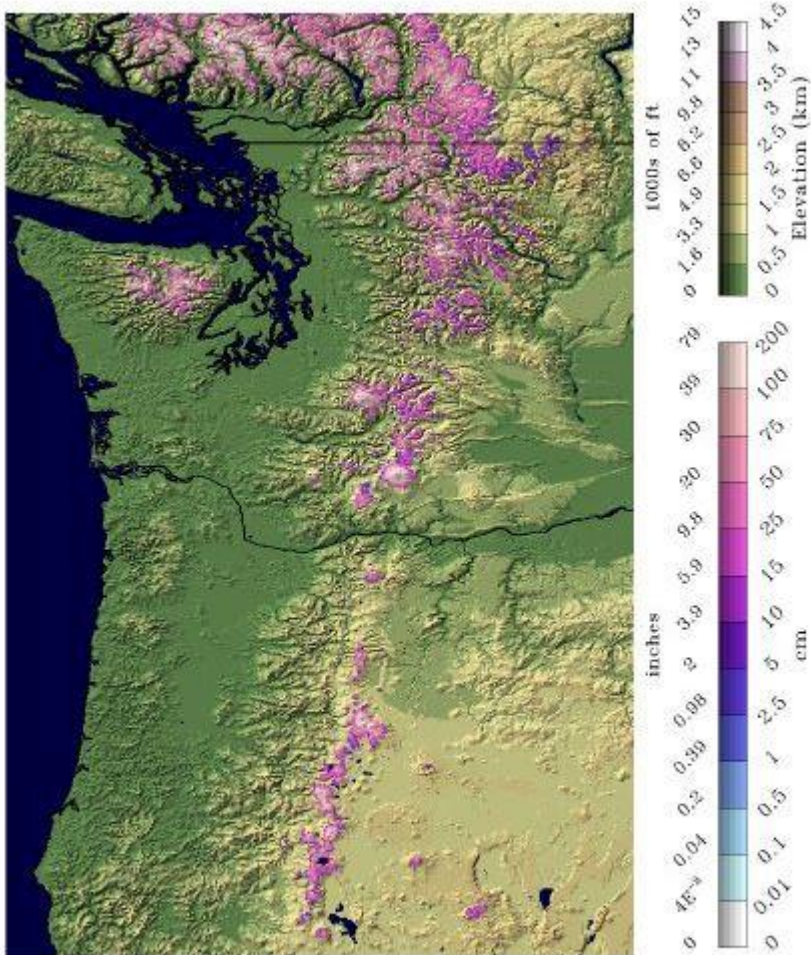 1000s of ft
0 1.6 3.3 4.9 6.6 8.2 9.8 11 13 15
0 0.5 1 1.5 2 2.5 3 3.5 4 4.5
Elevation (km)
inches
0 4E⁻³ 0.04 0.2 0.39 0.98 2 3.9 5.9 9.8 20 30 39 79
0 0.01 0.1 0.5 1 2.5 5 10 15 25 50 75 100 200
cm